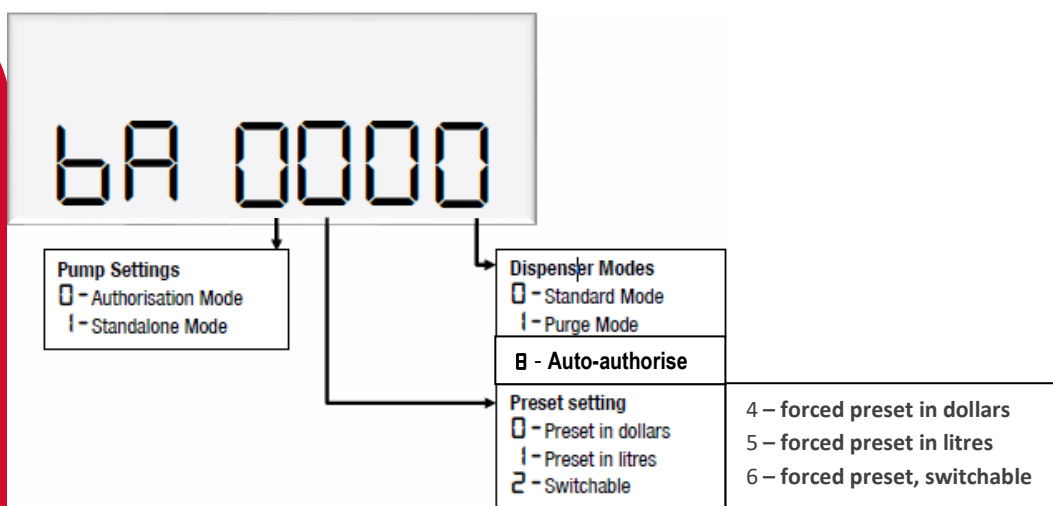 bA 0000
Pump Settings
0 - Authorisation Mode
1 - Standalone Mode
Dispenser Modes
0 - Standard Mode
1 - Purge Mode
8 - Auto-authorise
Preset setting
0 - Preset in dollars
1 - Preset in litres
2 - Switchable
4 – forced preset in dollars
5 – forced preset in litres
6 – forced preset, switchable